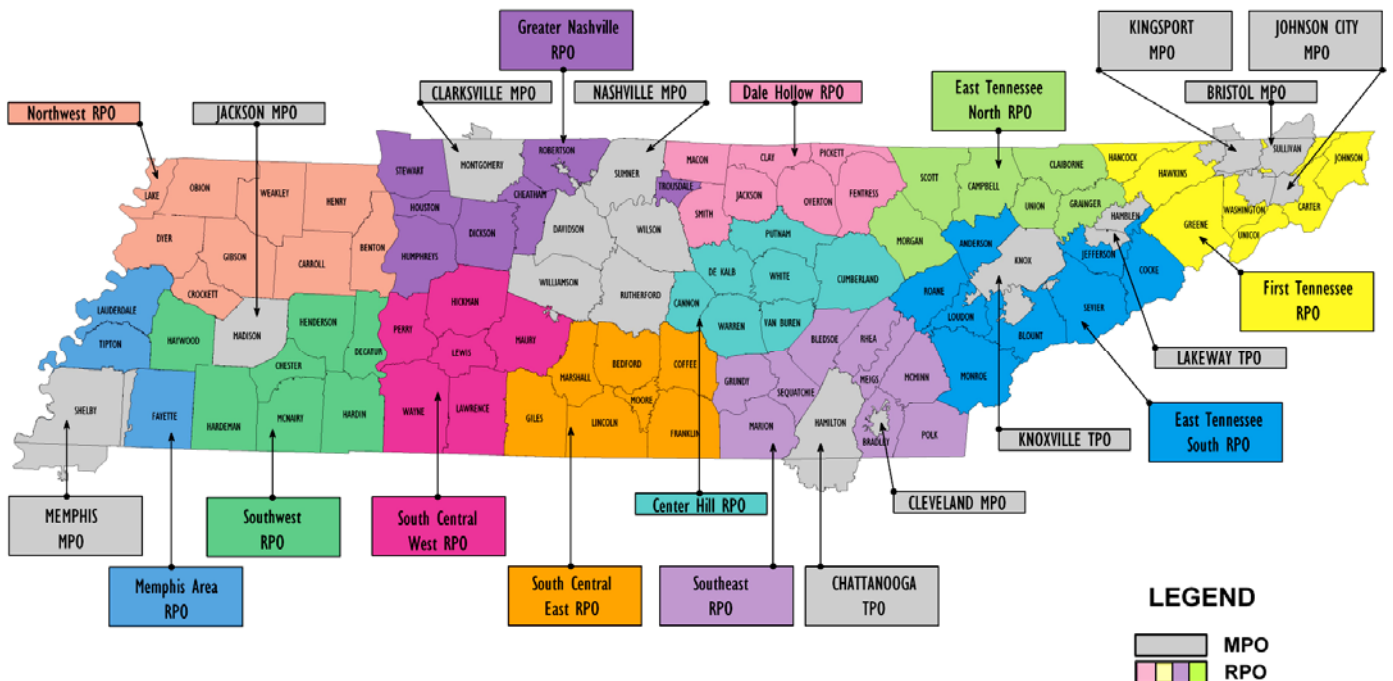 Greater Nashville
RPO
KINGSPORT
MPO
JOHNSON CITY
MPO
Northwest RPO
JACKSON MPO
CLARKSVILLE MPO
NASHVILLE MPO
Dale Hollow RPO
East Tennessee
North RPO
BRISTOL MPO
LAKE
OBION
WEAKLEY
HENRY
DYER
GIBSON
CARROLL
BENTON
CROCKETT
STEWART
MONTGOMERY
ROBERTSON
HOUSTON
CHEATHAM
DICKSON
HUMPHREYS
SUMNER
TROUSDALE
DAVIDSON
WILSON
WILLIAMSON
RUTHERFORD
MACON
CLAY
PICKETT
SMITH
JACKSON
OVERTON
FENTRESS
PUTNAM
DE KALB
WHITE
CUMBERLAND
CANNON
WARREN
VAN BUREN
SCOTT
CAMPBELL
CLAIBORNE
UNION
GRAINGER
MORGAN
HANCOCK
HAWKINS
SULLIVAN
JOHNSON
GREENE
WASHINGTON
CARTER
UNICOI
ANDERSON
KNOX
HAMBLEN
JEFFERSON
COCKE
ROANE
LOUDON
BLOUNT
SEVIER
MONROE
LAUDERDALE
TIPTON
HAYWOOD
MADISON
HENDERSON
DECATUR
CHESTER
SHELBY
FAYETTE
HARDEMAN
MCNAIRY
HARDIN
PERRY
HICKMAN
LEWIS
MAURY
WAYNE
LAWRENCE
GILES
MARSHALL
BEDFORD
COFFEE
MOORE
LINCOLN
FRANKLIN
GRUNDY
BLEDSOE
RHEA
SEQUATCHIE
MEIGS
MCMINN
MARION
HAMILTON
BRADLEY
POLK
First Tennessee
RPO
LAKEWAY TPO
East Tennessee
South RPO
KNOXVILLE TPO
CLEVELAND MPO
MEMPHIS
MPO
Southwest
RPO
South Central
West RPO
Center Hill RPO
Memphis Area
RPO
South Central
East RPO
Southeast
RPO
CHATTANOOGA
TPO
LEGEND
MPO
RPO